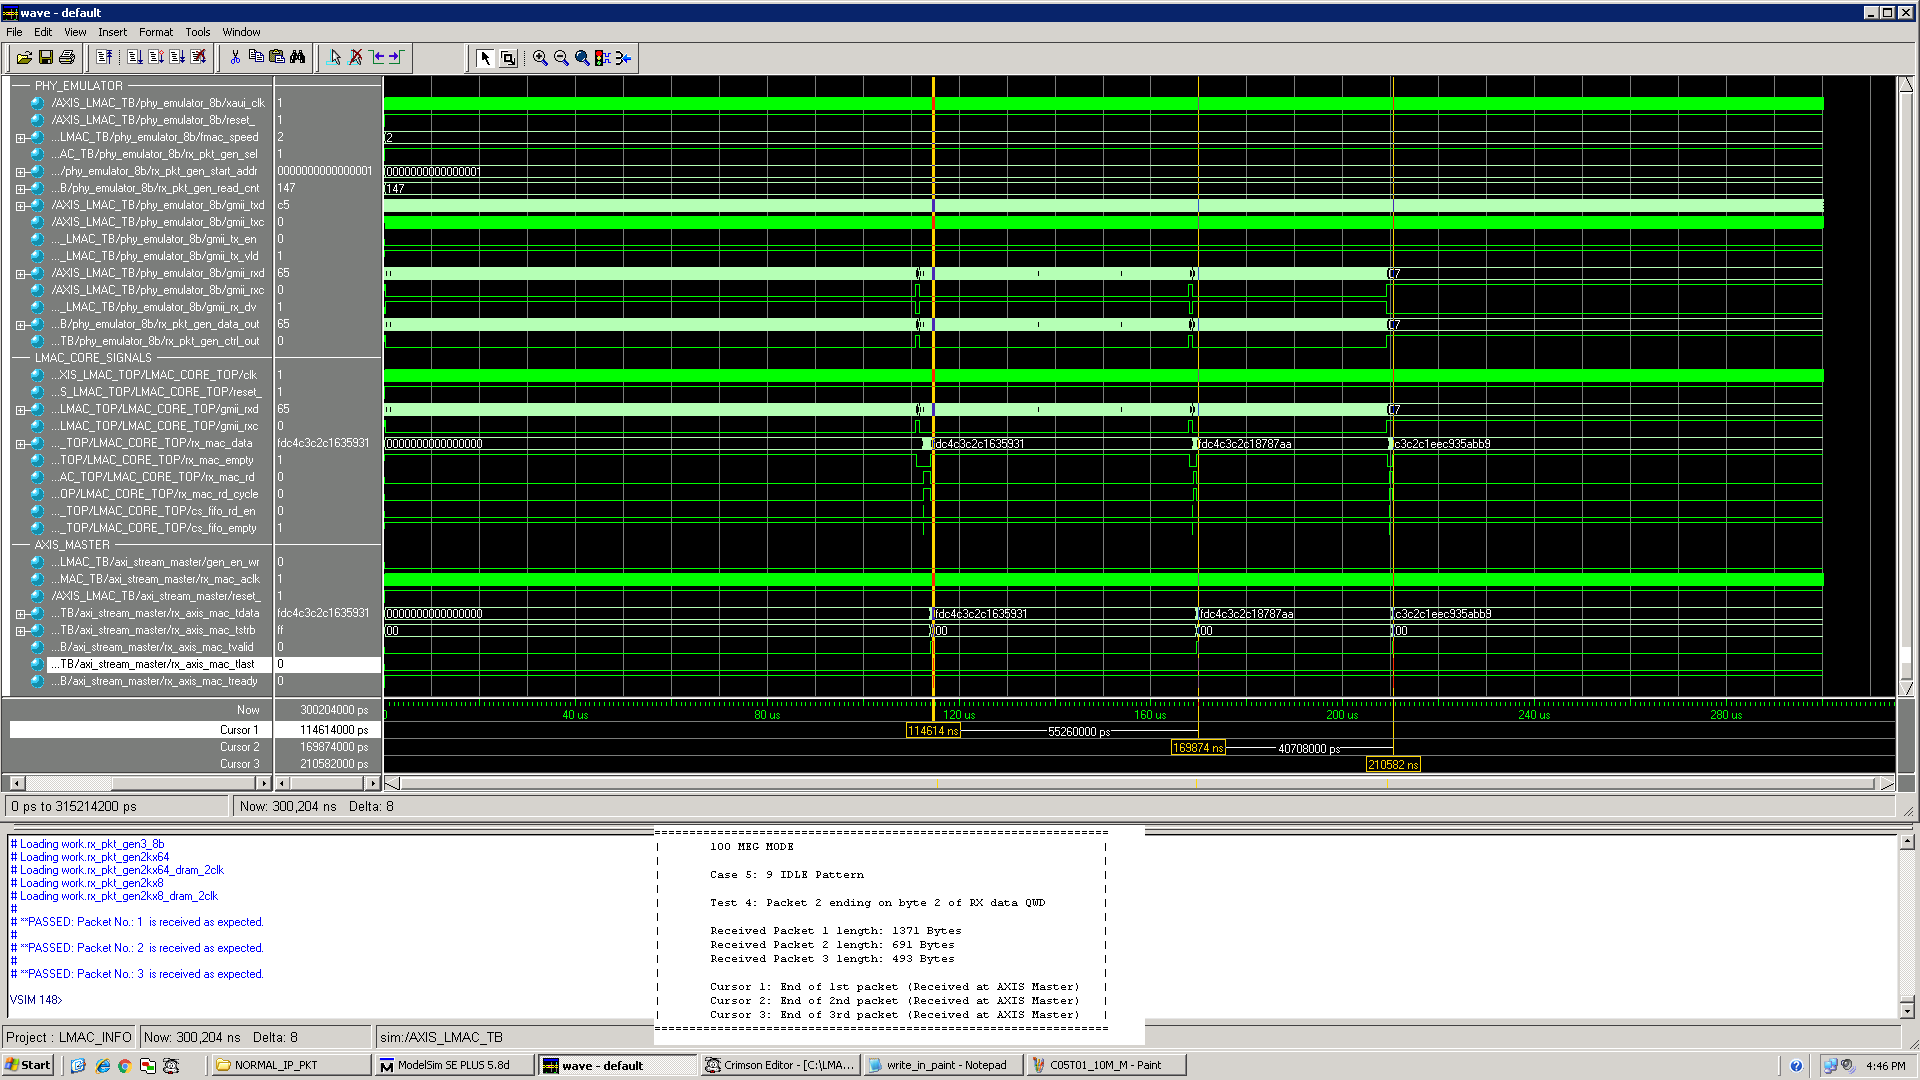 wave - default
File Edit View Insert Format Tools Window
PHY_EMULATOR
/AXIS_LMAC_TB/phy_emulator_8b/xaui_clk 1
/AXIS_LMAC_TB/phy_emulator_8b/reset_ 1
...LMAC_TB/phy_emulator_8b/fmac_speed 2 2
...AC_TB/phy_emulator_8b/rx_pkt_gen_sel 1
.../phy_emulator_8b/rx_pkt_gen_start_addr 0000000000000001 0000000000000001
...B/phy_emulator_8b/rx_pkt_gen_read_cnt 147 147
/AXIS_LMAC_TB/phy_emulator_8b/gmii_txd c5
/AXIS_LMAC_TB/phy_emulator_8b/gmii_txc 0
..._LMAC_TB/phy_emulator_8b/gmii_tx_en 0
..._LMAC_TB/phy_emulator_8b/gmii_tx_vld 1
/AXIS_LMAC_TB/phy_emulator_8b/gmii_rxd 65 C7
/AXIS_LMAC_TB/phy_emulator_8b/gmii_rxc 0
..._LMAC_TB/phy_emulator_8b/gmii_rx_dv 1
...B/phy_emulator_8b/rx_pkt_gen_data_out 65 C7
...TB/phy_emulator_8b/rx_pkt_gen_ctrl_out 0
LMAC_CORE_SIGNALS
...XIS_LMAC_TOP/LMAC_CORE_TOP/clk 1
...S_LMAC_TOP/LMAC_CORE_TOP/reset_ 1
...LMAC_TOP/LMAC_CORE_TOP/gmii_rxd 65 C7
...LMAC_TOP/LMAC_CORE_TOP/gmii_rxc 0
..._TOP/LMAC_CORE_TOP/rx_mac_data fdc4c3c2c1635931 0000000000000000 fdc4c3c2c1635931 fdc4c3c2c18787aa c3c2c1eec935abb9
...TOP/LMAC_CORE_TOP/rx_mac_empty 1
...AC_TOP/LMAC_CORE_TOP/rx_mac_rd 0
...OP/LMAC_CORE_TOP/rx_mac_rd_cycle 0
..._TOP/LMAC_CORE_TOP/cs_fifo_rd_en 0
..._TOP/LMAC_CORE_TOP/cs_fifo_empty 1
AXIS_MASTER
...LMAC_TB/axi_stream_master/gen_en_wr 0
...MAC_TB/axi_stream_master/rx_mac_aclk 1
/AXIS_LMAC_TB/axi_stream_master/reset_ 1
...TB/axi_stream_master/rx_axis_mac_tdata fdc4c3c2c1635931 0000000000000000 fdc4c3c2c1635931 fdc4c3c2c18787aa c3c2c1eec935abb9
...TB/axi_stream_master/rx_axis_mac_tstrb ff 00 00 00 00
...B/axi_stream_master/rx_axis_mac_tvalid 0
...TB/axi_stream_master/rx_axis_mac_tlast 0
...B/axi_stream_master/rx_axis_mac_tready 0
Now 300204000 ps 0 40 us 80 us 120 us 160 us 200 us 240 us 280 us
Cursor 1 114614000 ps 114614 ns 55260000 ps
Cursor 2 169874000 ps 169874 ns 40708000 ps
Cursor 3 210582000 ps 210582 ns
0 ps to 315214200 ps Now: 300,204 ns Delta: 8
# Loading work.rx_pkt_gen3_8b
# Loading work.rx_pkt_gen2kx64
# Loading work.rx_pkt_gen2kx64_dram_2clk
# Loading work.rx_pkt_gen2kx8
# Loading work.rx_pkt_gen2kx8_dram_2clk
#
# **PASSED: Packet No.: 1 is received as expected.
#
# **PASSED: Packet No.: 2 is received as expected.
#
# **PASSED: Packet No.: 3 is received as expected.
VSIM 148>
100 MEG MODE
Case 5: 9 IDLE Pattern
Test 4: Packet 2 ending on byte 2 of RX data QWD
Received Packet 1 length: 1371 Bytes
Received Packet 2 length: 691 Bytes
Received Packet 3 length: 493 Bytes
Cursor 1: End of 1st packet (Received at AXIS Master)
Cursor 2: End of 2nd packet (Received at AXIS Master)
Cursor 3: End of 3rd packet (Received at AXIS Master)
Project : LMAC_INFO Now: 300,204 ns Delta: 8 sim:/AXIS_LMAC_TB
Start NORMAL_IP_PKT ModelSim SE PLUS 5.8d wave - default Crimson Editor - [C:\LMA... write_in_paint - Notepad C05T01_10M_M - Paint 4:46 PM